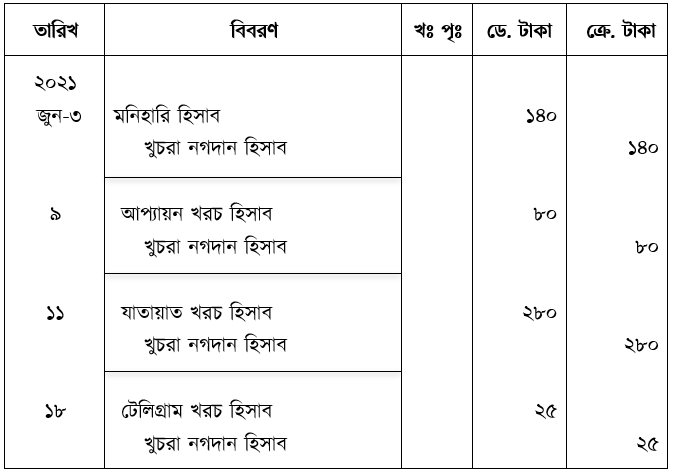 তারিখ বিবরণ খঃ পৃঃ ডে. টাকা ক্রে. টাকা
২০২১
জুন-৩ মনিহারি হিসাব ১৪০
খুচরা নগদান হিসাব ১৪০
৯ আপ্যায়ন খরচ হিসাব ৮০
খুচরা নগদান হিসাব ৮০
১১ যাতায়াত খরচ হিসাব ২৮০
খুচরা নগদান হিসাব ২৮০
১৮ টেলিগ্রাম খরচ হিসাব ২৫
খুচরা নগদান হিসাব ২৫